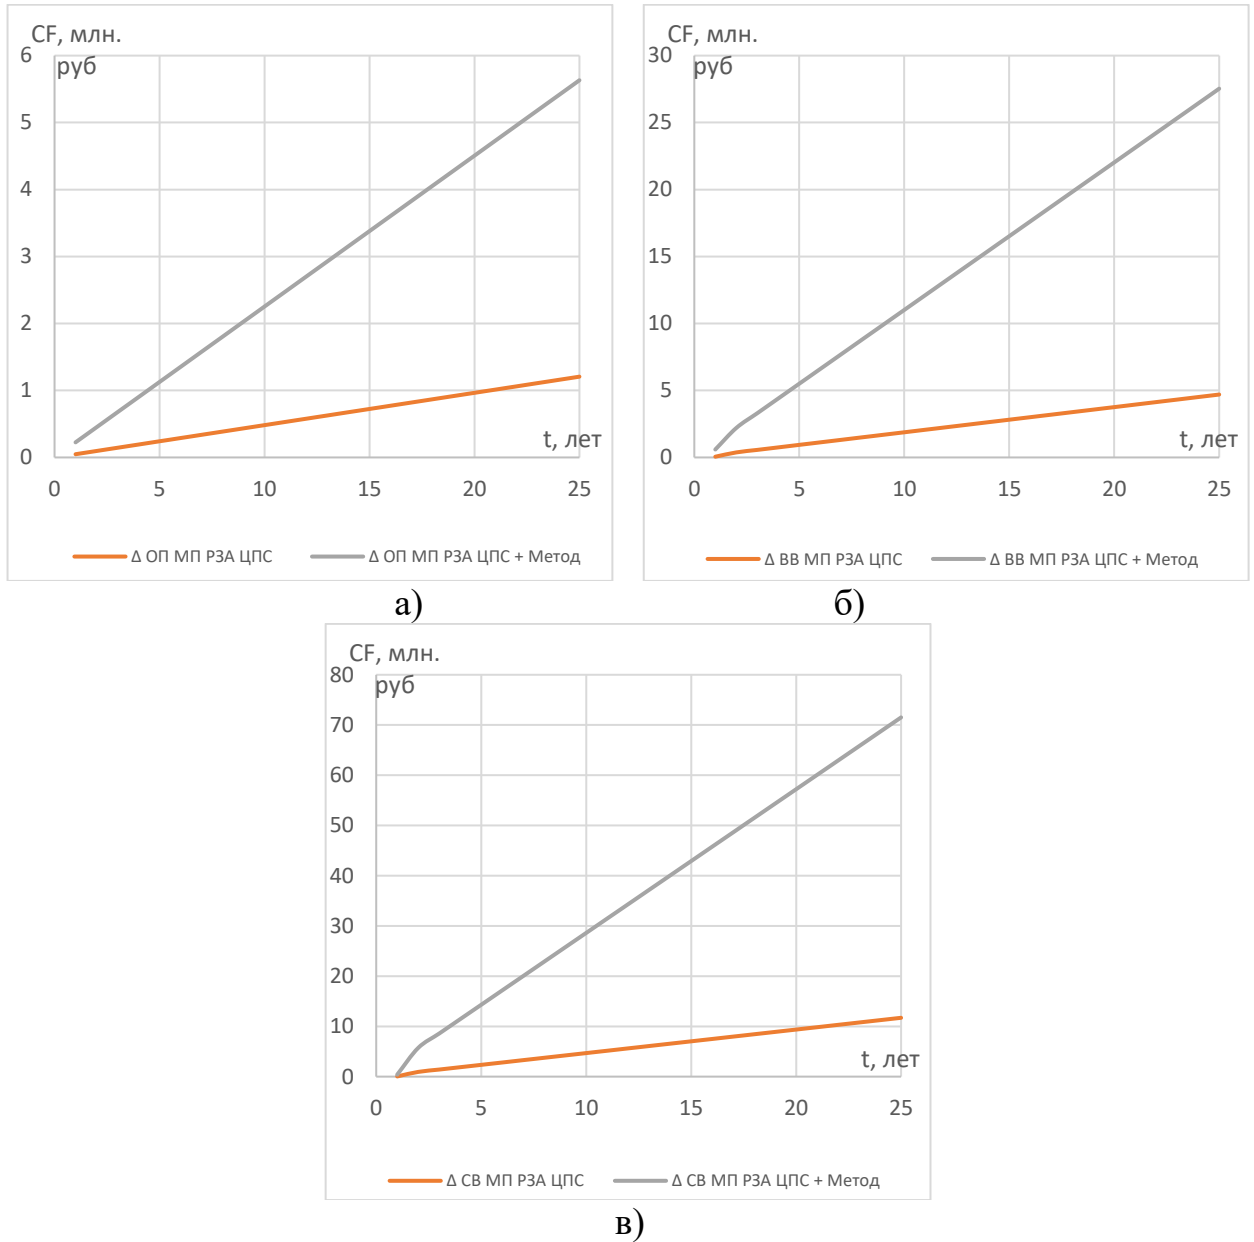 CF, млн.
руб
6
5
4
3
2
1
0
0 5 10 15 20 25
t, лет
Δ ОП МП РЗА ЦПС Δ ОП МП РЗА ЦПС + Метод
а)
CF, млн.
руб
30
25
20
15
10
5
0
0 5 10 15 20 25
t, лет
Δ ВВ МП РЗА ЦПС Δ ВВ МП РЗА ЦПС + Метод
б)
CF, млн.
руб
80
70
60
50
40
30
20
10
0
0 5 10 15 20 25
t, лет
Δ СВ МП РЗА ЦПС Δ СВ МП РЗА ЦПС + Метод
в)